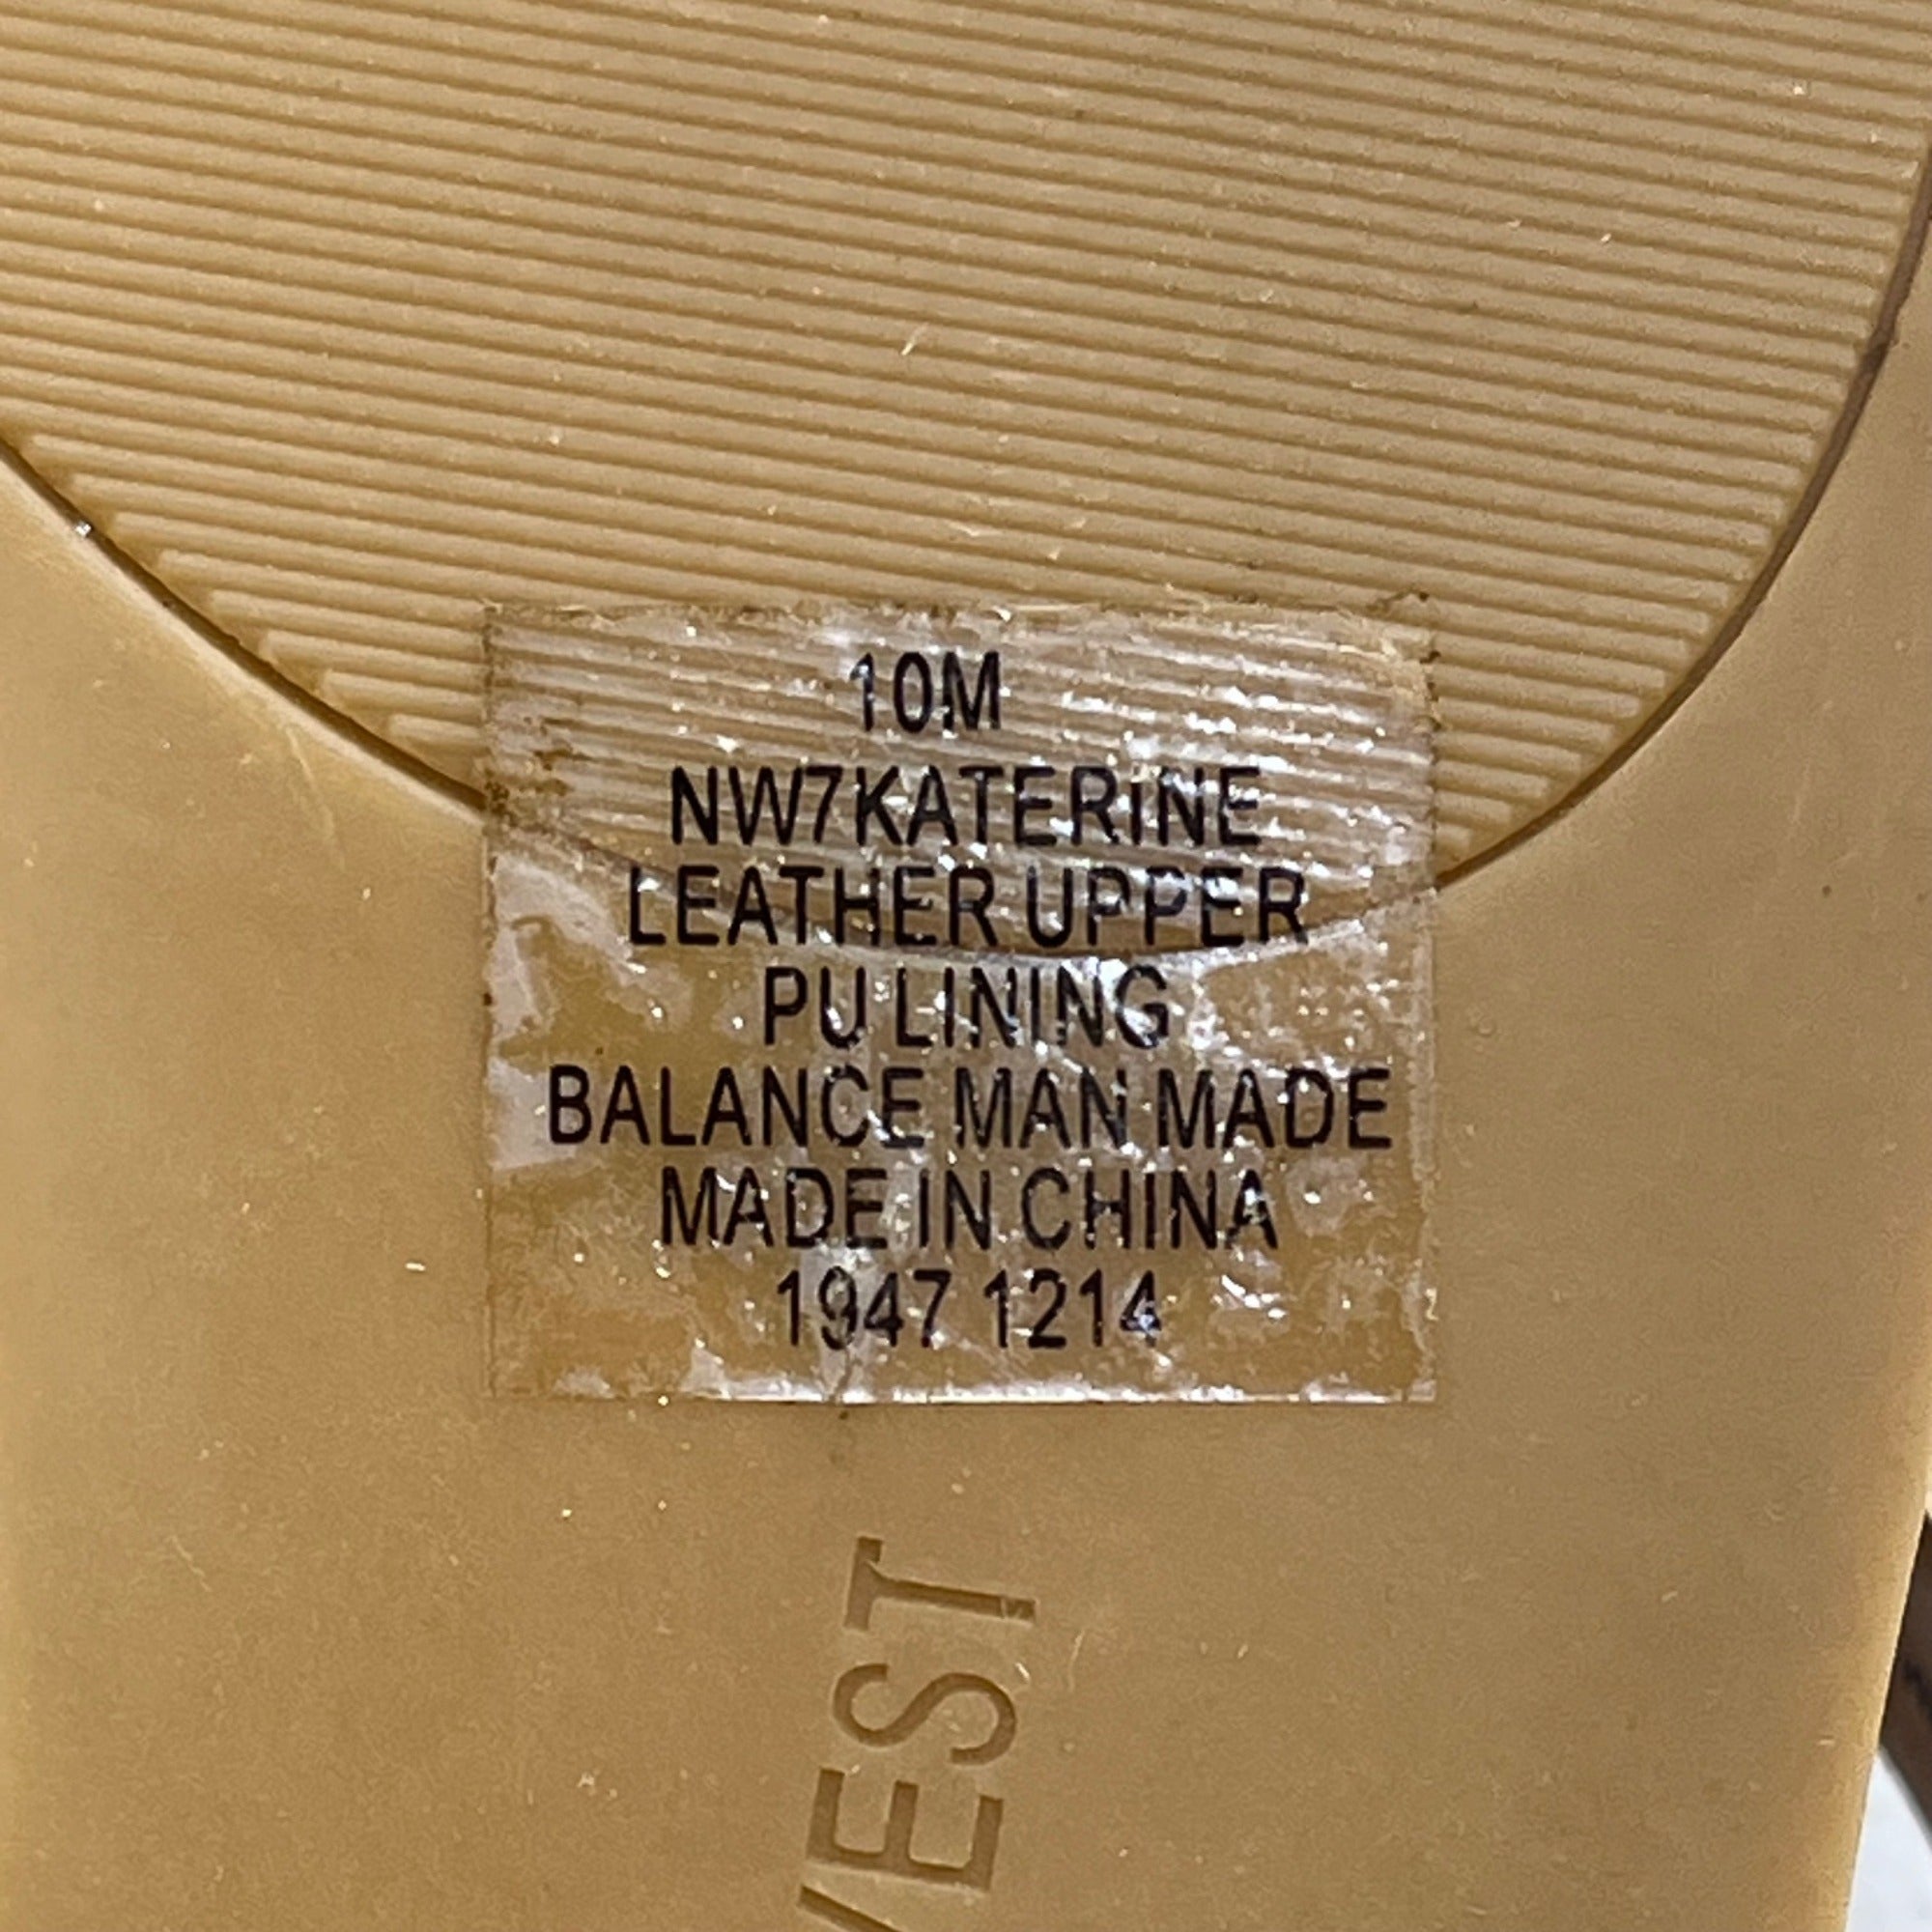 10M
NW7KATERINE
LEATHER UPPER
PU LINING
BALANCE MAN MADE
MADE IN CHINA
1947 1214